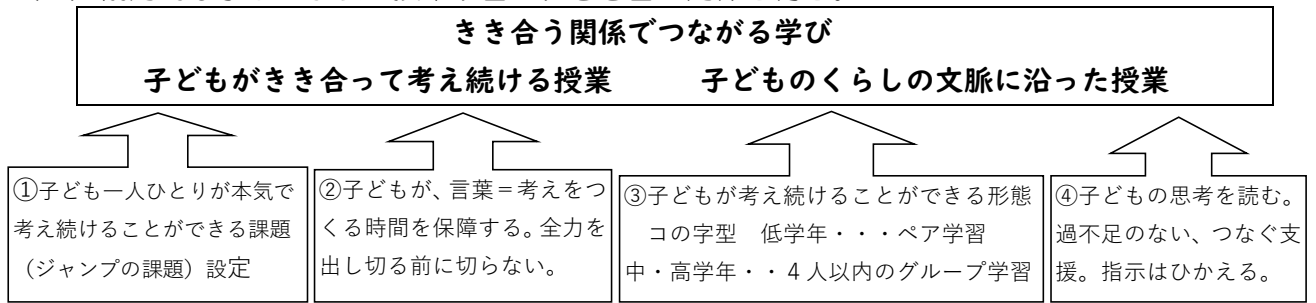 きき合う関係でつながる学び
子どもがきき合って考え続ける授業　　子どものくらしの文脈に沿った授業
①子ども一人ひとりが本気で
考え続けることができる課題
（ジャンプの課題）設定
②子どもが、言葉＝考えをつ
くる時間を保障する。全力を
出し切る前に切らない。
③子どもが考え続けることができる形態
コの字型　低学年・・・ペア学習
中・高学年・・４人以内のグループ学習
④子どもの思考を読む。
過不足のない、つなぐ支
援。指示はひかえる。